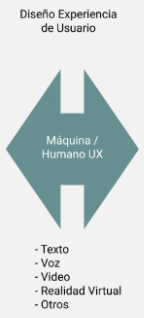 Diseño Experiencia
de Usuario
Máquina /
Humano UX
- Texto
- Voz
- Video
- Realidad Virtual
- Otros